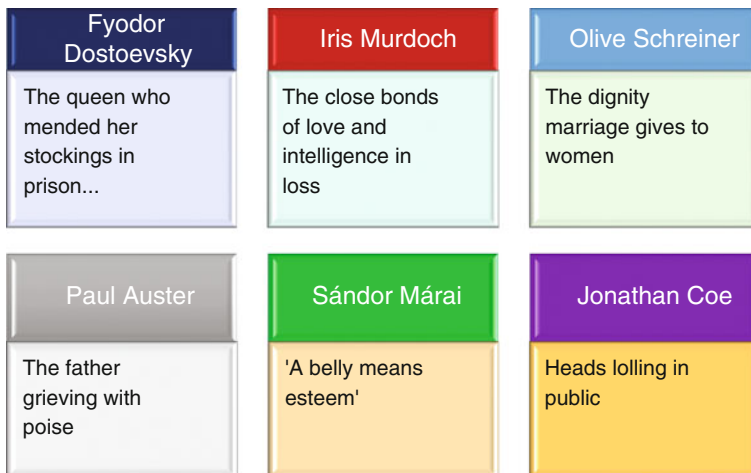 Fyodor
Dostoevsky
The queen who
mended her
stockings in
prison...
Iris Murdoch
The close bonds
of love and
intelligence in
loss
Olive Schreiner
The dignity
marriage gives to
women
Paul Auster
The father
grieving with
poise
Sándor Márai
'A belly means
esteem'
Jonathan Coe
Heads lolling in
public